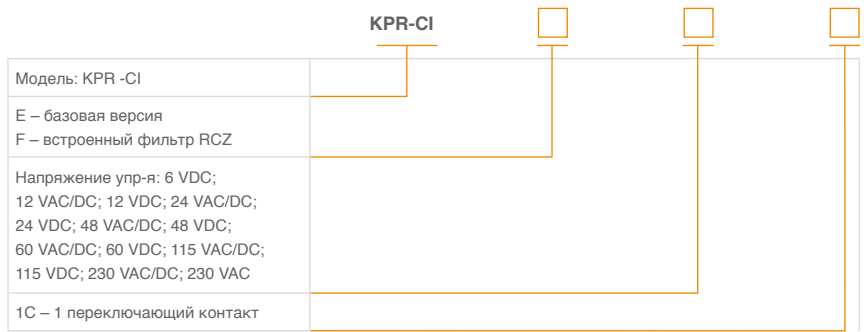 KPR-CI
Модель: KPR -CI
E – базовая версия
F – встроенный фильтр RCZ
Напряжение упр-я: 6 VDC;
12 VAC/DC; 12 VDC; 24 VAC/DC;
24 VDC; 48 VAC/DC; 48 VDC;
60 VAC/DC; 60 VDC; 115 VAC/DC;
115 VDC; 230 VAC/DC; 230 VAC
1C – 1 переключающий контакт